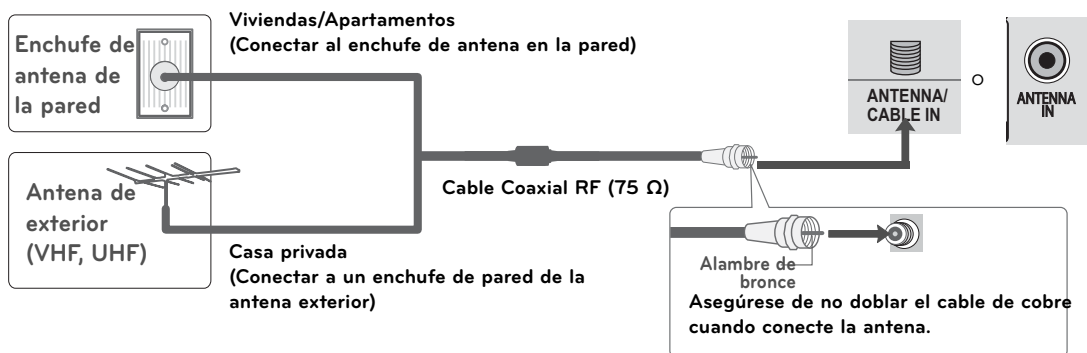 Viviendas/Apartamentos
(Conectar al enchufe de antena en la pared)
Enchufe de
antena de
la pared
ANTENNA/
CABLE IN
o
ANTENNA
IN
Cable Coaxial RF (75 Ω)
Antena de
exterior
(VHF, UHF)
Casa privada
(Conectar a un enchufe de pared de la
antena exterior)
Alambre de
bronce
Asegúrese de no doblar el cable de cobre
cuando conecte la antena.